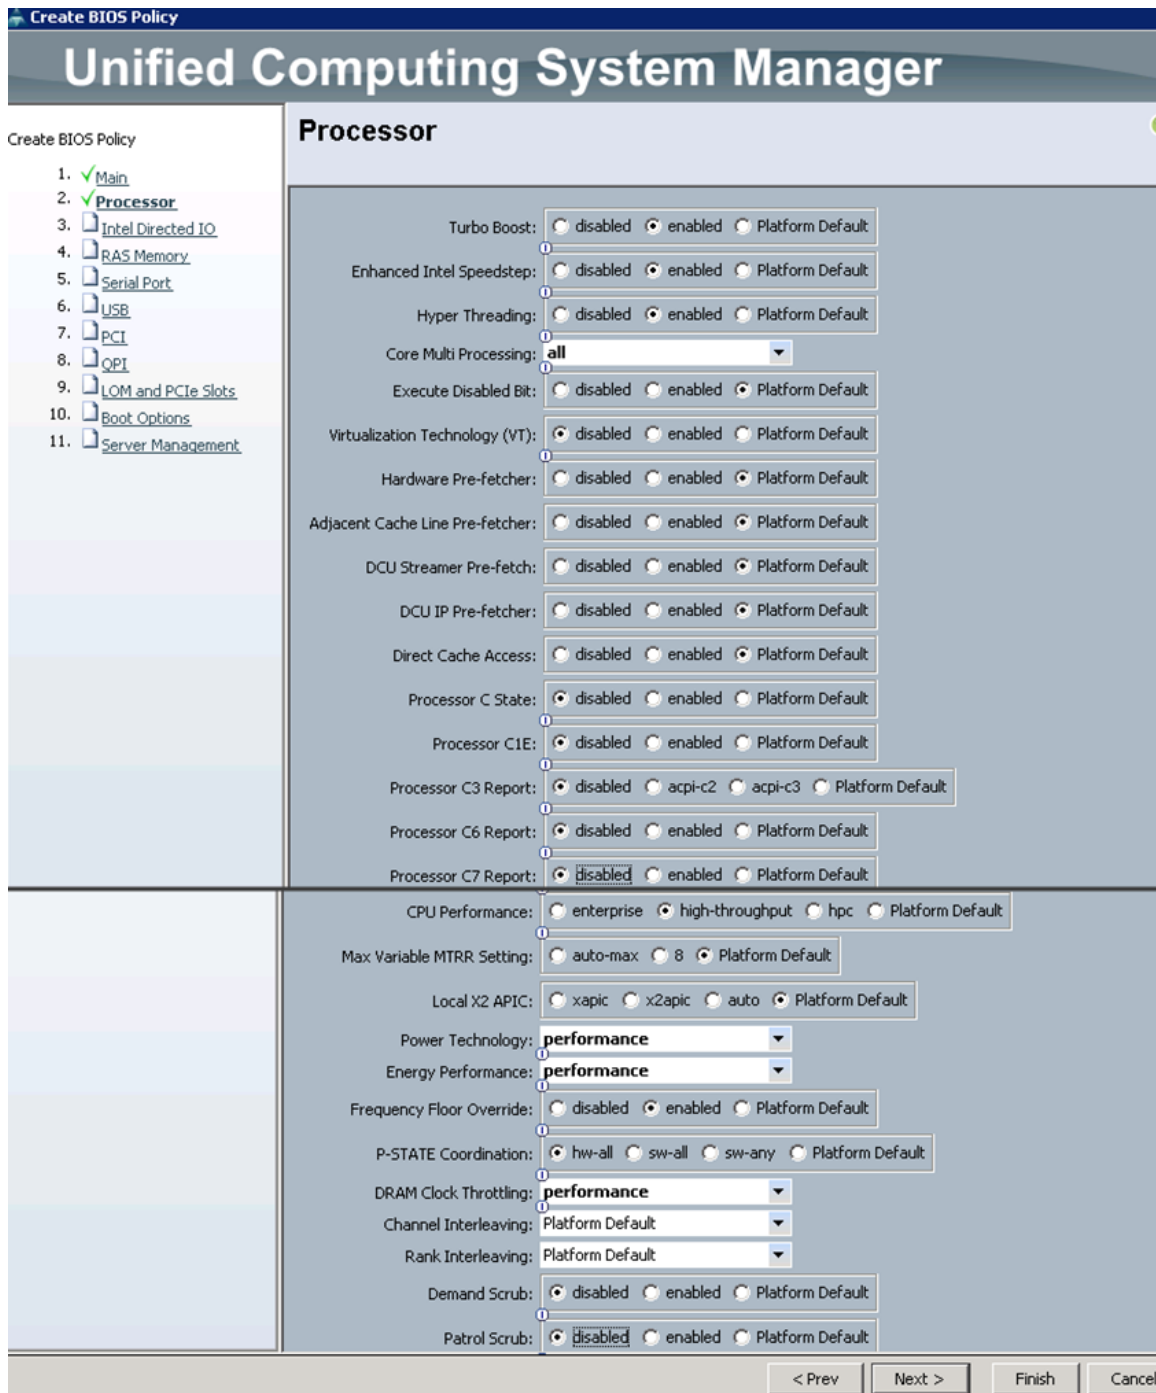 Create BIOS Policy
Unified Computing System Manager
Create BIOS Policy
1. Main
2. Processor
3. Intel Directed IO
4. RAS Memory
5. Serial Port
6. USB
7. PCI
8. QPI
9. LOM and PCIe Slots
10. Boot Options
11. Server Management
Processor
Turbo Boost: disabled enabled Platform Default
Enhanced Intel Speedstep: disabled enabled Platform Default
Hyper Threading: disabled enabled Platform Default
Core Multi Processing: all
Execute Disabled Bit: disabled enabled Platform Default
Virtualization Technology (VT): disabled enabled Platform Default
Hardware Pre-fetcher: disabled enabled Platform Default
Adjacent Cache Line Pre-fetcher: disabled enabled Platform Default
DCU Streamer Pre-fetch: disabled enabled Platform Default
DCU IP Pre-fetcher: disabled enabled Platform Default
Direct Cache Access: disabled enabled Platform Default
Processor C State: disabled enabled Platform Default
Processor C1E: disabled enabled Platform Default
Processor C3 Report: disabled acpi-c2 acpi-c3 Platform Default
Processor C6 Report: disabled enabled Platform Default
Processor C7 Report: disabled enabled Platform Default
CPU Performance: enterprise high-throughput hpc Platform Default
Max Variable MTRR Setting: auto-max 8 Platform Default
Local X2 APIC: xapic x2apic auto Platform Default
Power Technology: performance
Energy Performance: performance
Frequency Floor Override: disabled enabled Platform Default
P-STATE Coordination: hw-all sw-all sw-any Platform Default
DRAM Clock Throttling: performance
Channel Interleaving: Platform Default
Rank Interleaving: Platform Default
Demand Scrub: disabled enabled Platform Default
Patrol Scrub: disabled enabled Platform Default
< Prev Next > Finish Cancel